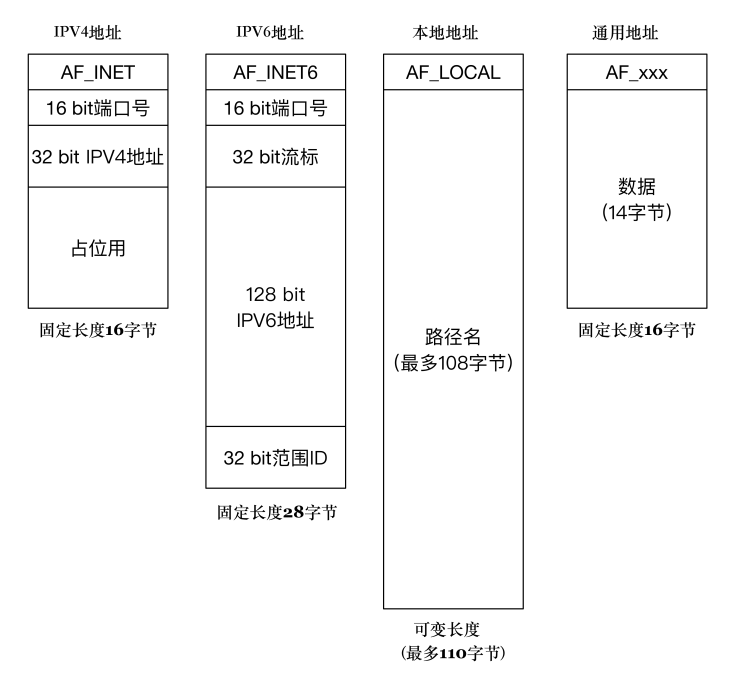 IPV4地址
AF_INET
16 bit端口号
32 bit IPV4地址
占位用
固定长度16字节
IPV6地址
AF_INET6
16 bit端口号
32 bit流标
128 bit
IPV6地址
32 bit范围ID
固定长度28字节
本地地址
AF_LOCAL
路径名
(最多108字节)
可变长度
(最多110字节)
通用地址
AF_xxx
数据
(14字节)
固定长度16字节